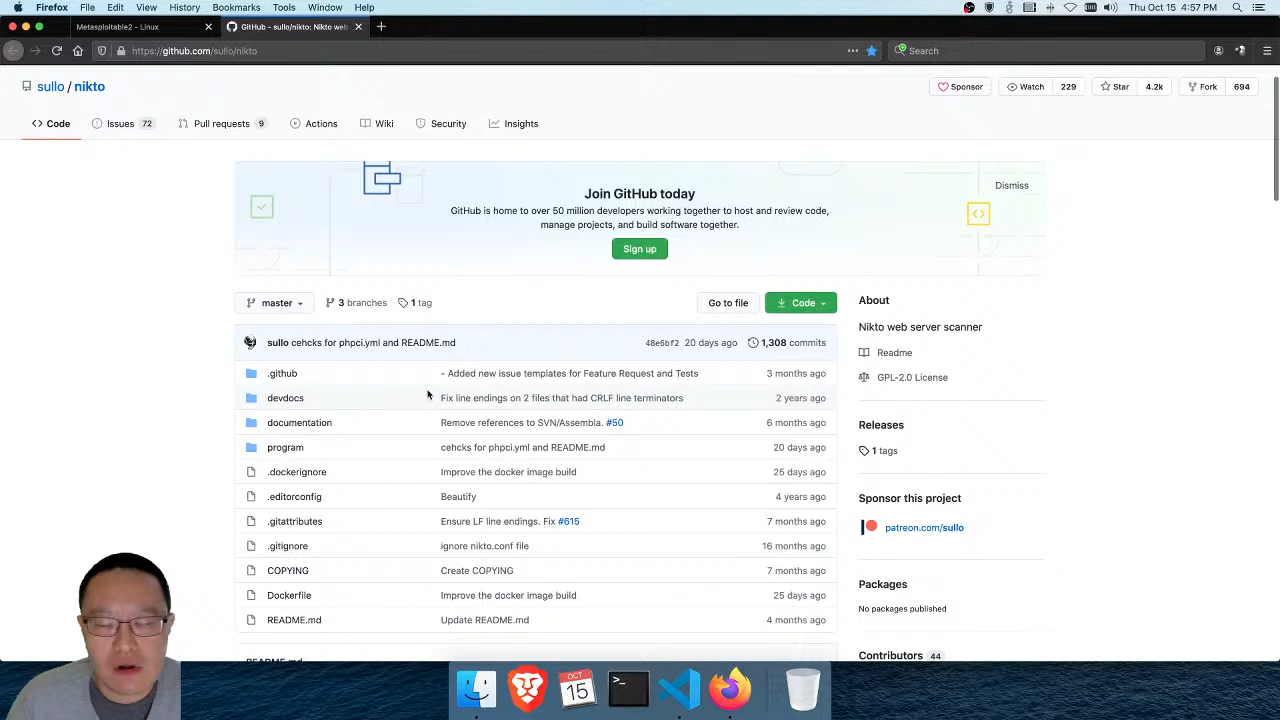 Firefox File Edit View History Bookmarks Tools Window Help Thu Oct 15 4:57 PM
Metasploitable2 - Linux GitHub - sullo/nikto: Nikto web
https://github.com/sullo/nikto Search
sullo / nikto Sponsor Watch 229 Star 4.2k Fork 694
Code Issues 72 Pull requests 9 Actions Wiki Security Insights
Join GitHub today
Dismiss
GitHub is home to over 50 million developers working together to host and review code,
manage projects, and build software together.
Sign up
master 3 branches 1 tag Go to file Code
sullo cehcks for phpci.yml and README.md 48e6bf2 20 days ago 1,308 commits
.github – Added new issue templates for Feature Request and Tests 3 months ago
devdocs Fix line endings on 2 files that had CRLF line terminators 2 years ago
documentation Remove references to SVN/Assembla. #50 6 months ago
program cehcks for phpci.yml and README.md 20 days ago
.dockerignore Improve the docker image build 25 days ago
.editorconfig Beautify 4 years ago
.gitattributes Ensure LF line endings. Fix #615 7 months ago
.gitignore ignore nikto.conf file 16 months ago
COPYING Create COPYING 7 months ago
Dockerfile Improve the docker image build 25 days ago
README.md Update README.md 4 months ago
README.md
About
Nikto web server scanner
Readme
GPL-2.0 License
Releases
1 tags
Sponsor this project
patreon.com/sullo
Packages
No packages published
Contributors 44
OCT
15
>_